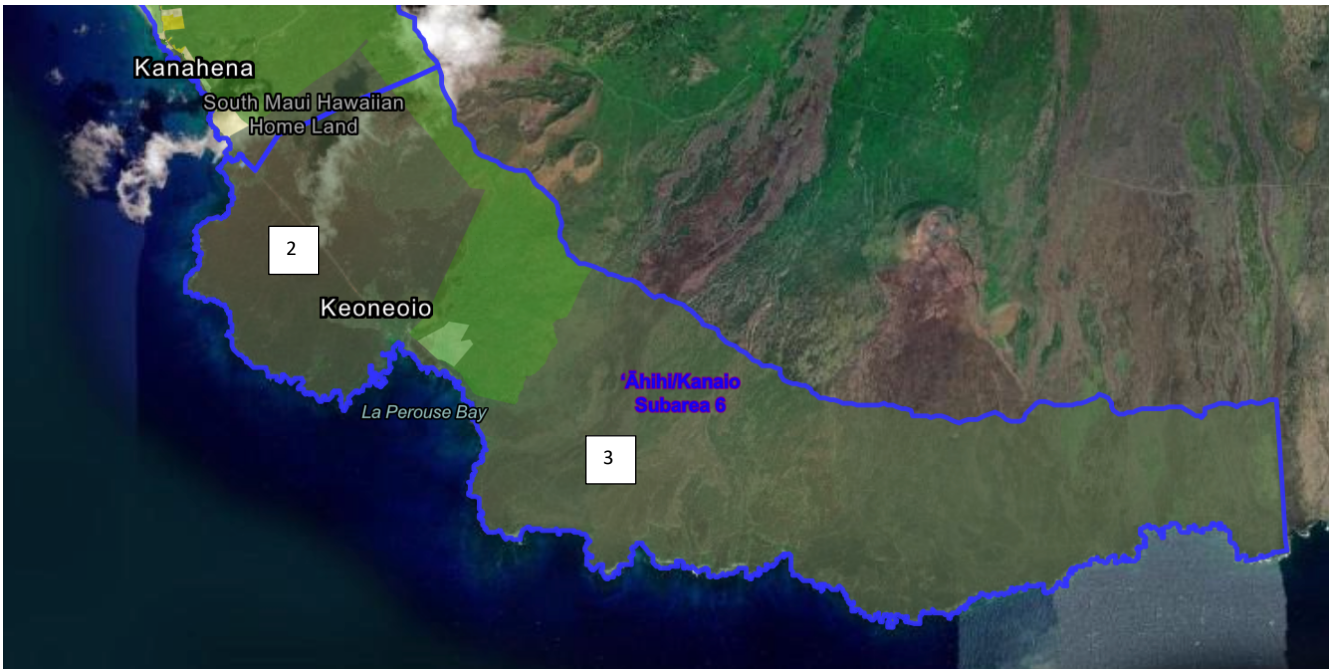 Kanahena
South Maui Hawaiian
Home Land
2
Keoneoio
ʻĀhihi/Kanaio
Subarea 6
La Perouse Bay
3